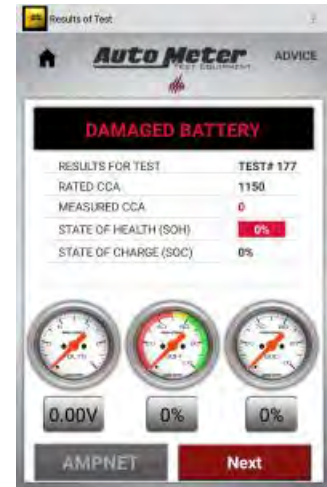 Results of Test
Auto Meter
TEST EQUIPMENT
ADVICE
DAMAGED BATTERY
RESULTS FOR TEST TEST# 177
RATED CCA 1150
MEASURED CCA 0
STATE OF HEALTH (SOH) 0%
STATE OF CHARGE (SOC) 0%
0.00V 0% 0%
AMPNET Next